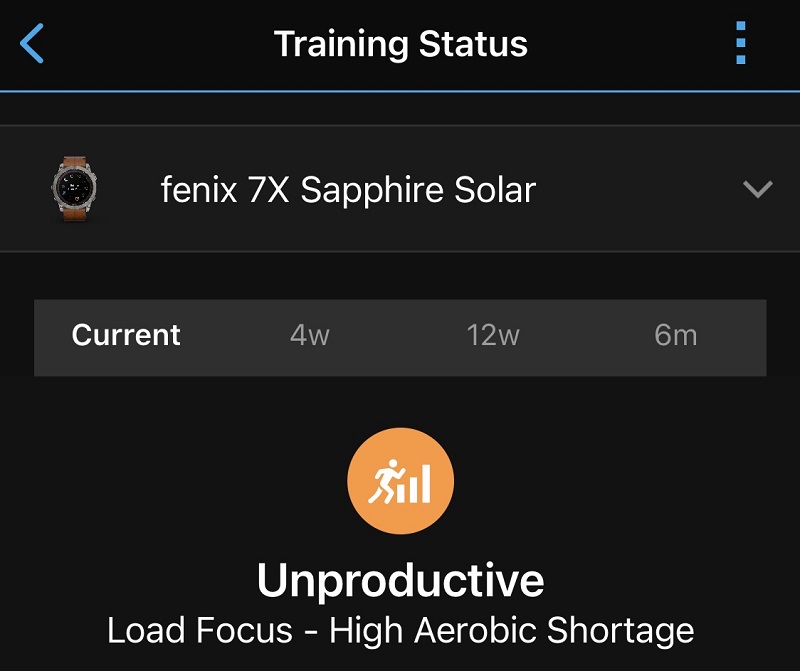 Training Status
fenix 7X Sapphire Solar
Current 4w 12w 6m
Unproductive
Load Focus - High Aerobic Shortage